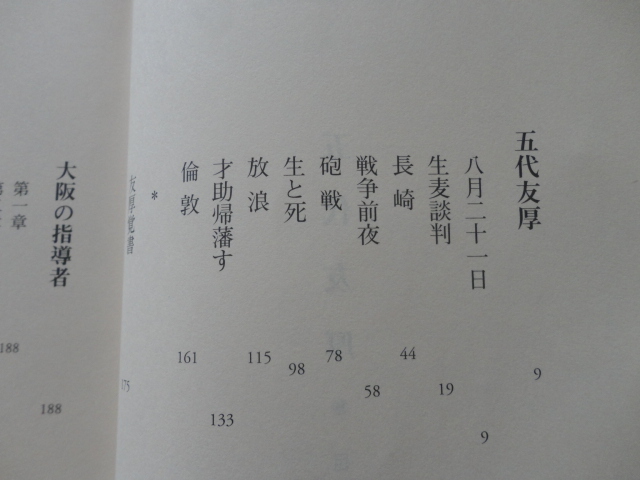 五代友厚 9
八月二十一日 9
生麦談判 19
長崎 44
戦争前夜 58
砲戦 78
生と死 98
放浪 115
才助帰藩す 133
倫敦 161
*
友厚覚書 175
大阪の指導者 188
第一章 188